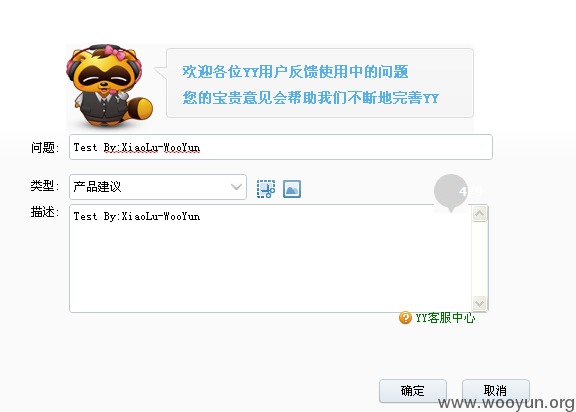 欢迎各位YY用户反馈使用中的问题
您的宝贵意见会帮助我们不断地完善YY
问题: Test By:XiaoLu-WooYun
类型: 产品建议
描述: Test By:XiaoLu-WooYun
YY客服中心
确定 取消
www.wooyun.org